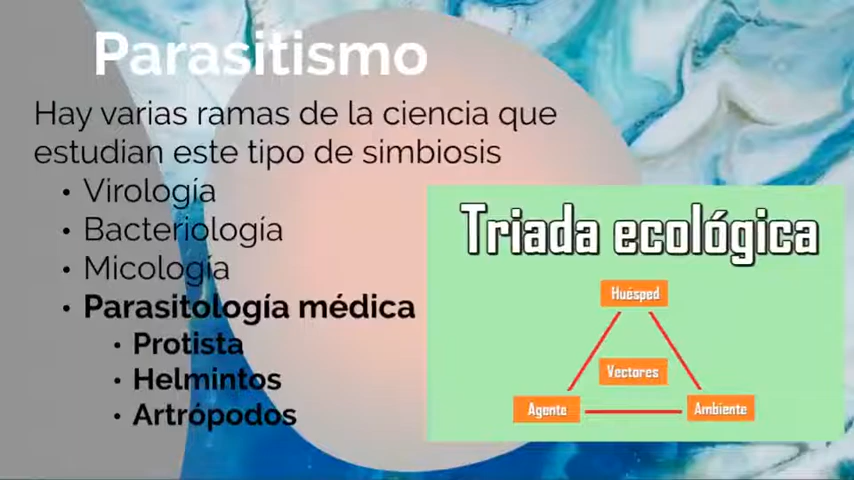 Parasitismo
Hay varias ramas de la ciencia que
estudian este tipo de simbiosis
• Virología
• Bacteriología
• Micología
• Parasitología médica
• Protista
• Helmintos
• Artrópodos
Triada ecológica
Huésped
Vectores
Agente
Ambiente